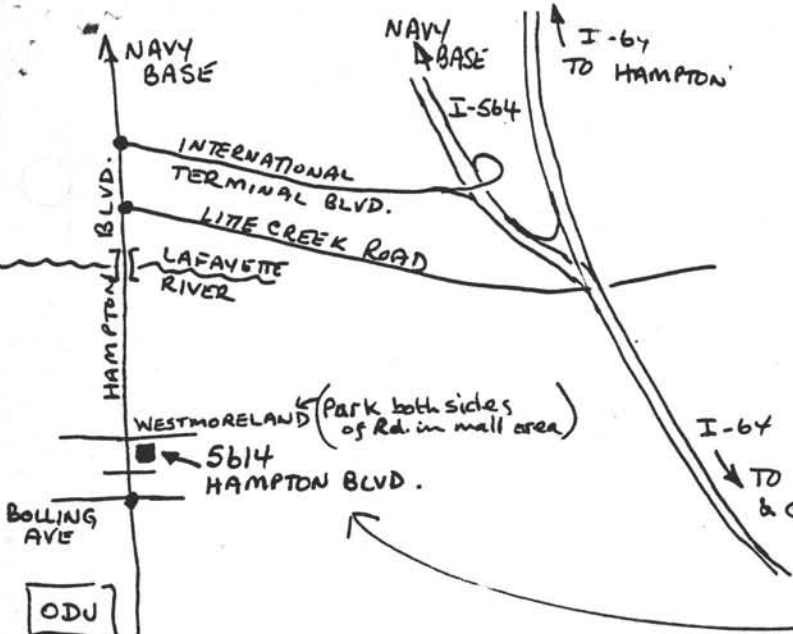 NAVY
BASE
NAVY
BASE
I-64
TO HAMPTON
I-564
INTERNATIONAL
TERMINAL BLVD.
HAMPTON BLVD.
LITTE CREEK ROAD
LAFAYETTE
RIVER
WESTMORELAND (Park both sides
of Rd. in mall area)
5614
HAMPTON BLVD.
I-64
TO
&
BOLLING
AVE
ODU